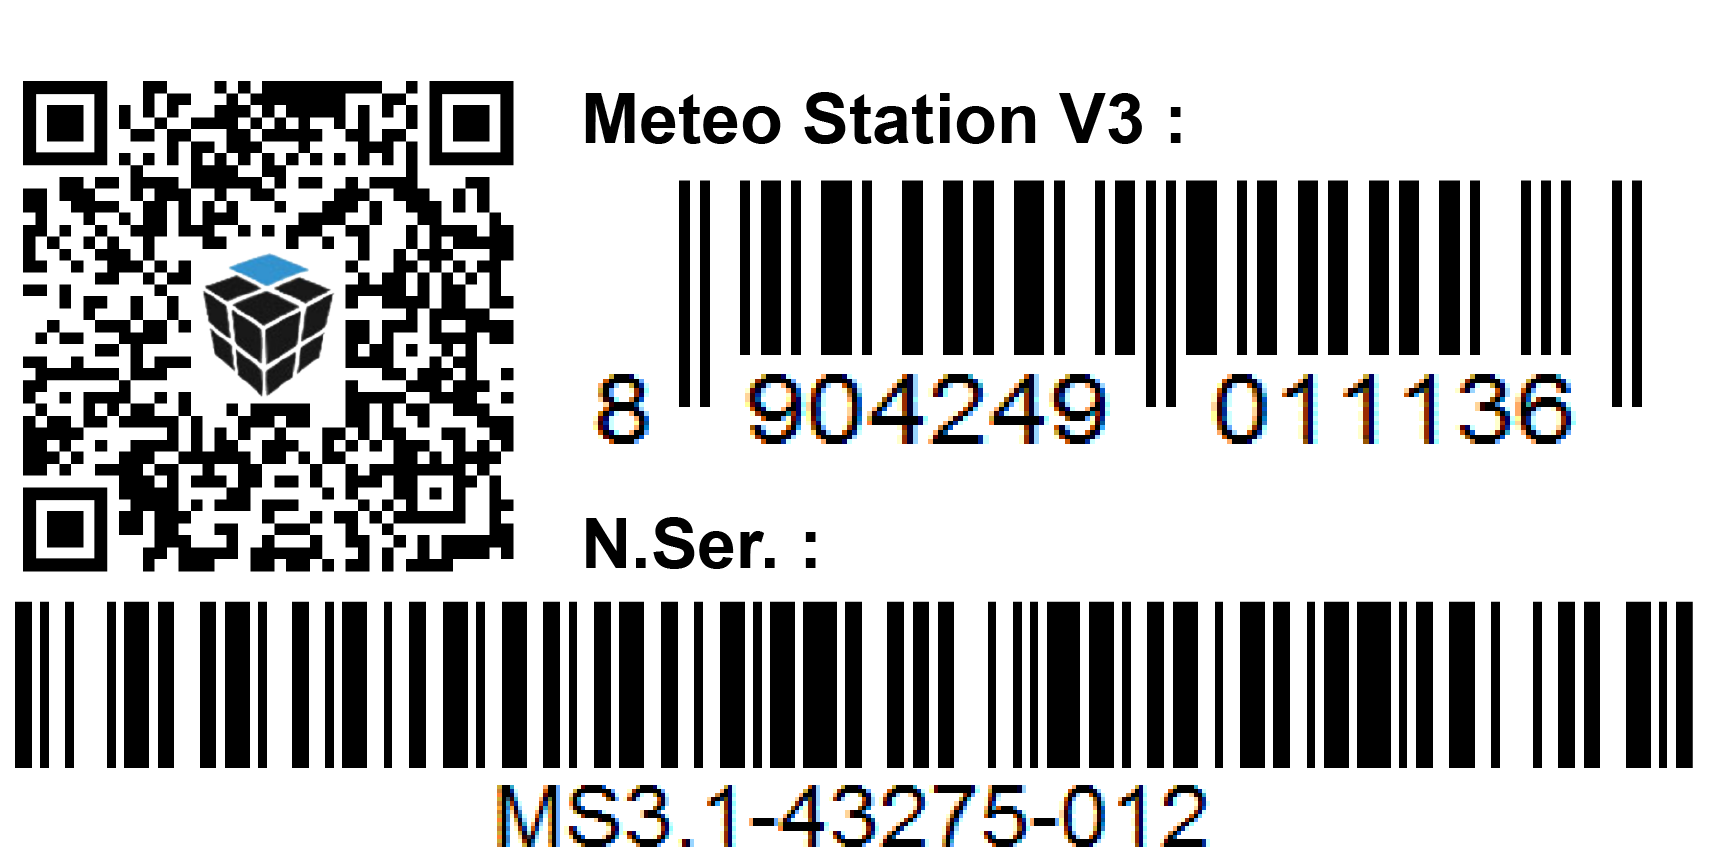 Meteo Station V3 :
8 904249 011136
N.Ser. :
MS3.1-43275-012